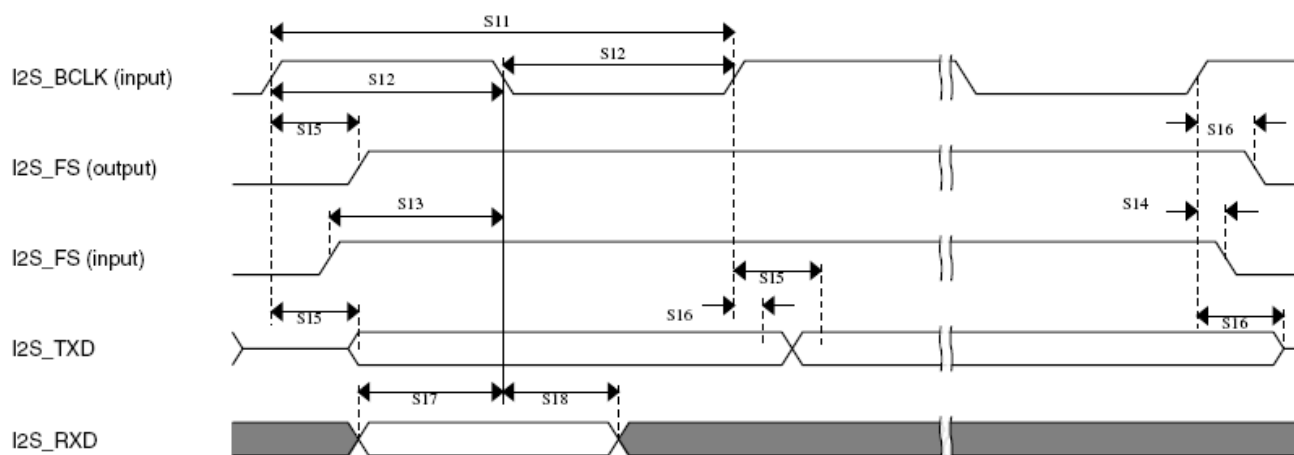 S11
I2S_BCLK (input)
S12
S12
S15
S16
I2S_FS (output)
S13
S14
I2S_FS (input)
S15
S15
S16
S16
I2S_TXD
S17
S18
I2S_RXD